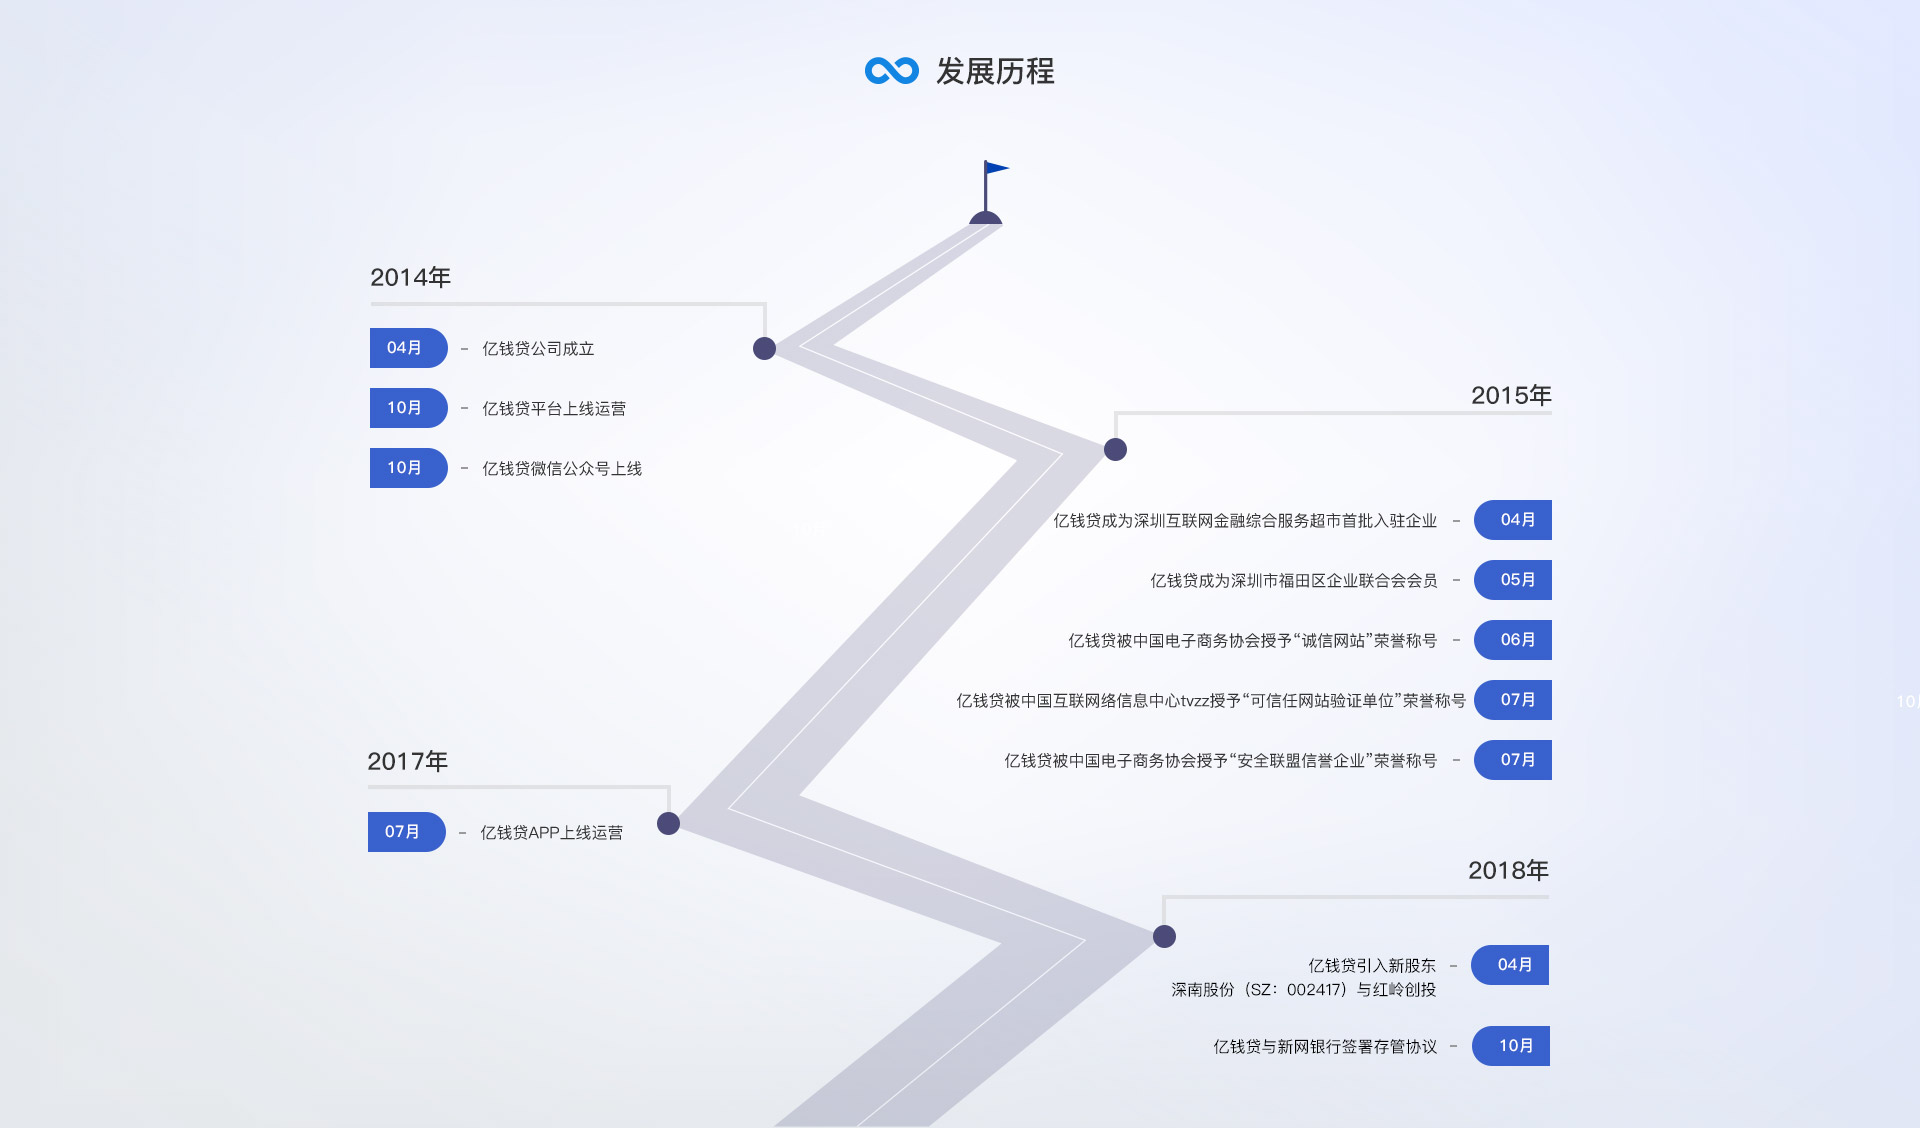 发展历程
2014年
04月 - 亿钱贷公司成立
10月 - 亿钱贷平台上线运营
10月 - 亿钱贷微信公众号上线
2015年
亿钱贷成为深圳互联网金融综合服务超市首批入驻企业 - 04月
亿钱贷成为深圳市福田区企业联合会会员 - 05月
亿钱贷被中国电子商务协会授予“诚信网站”荣誉称号 - 06月
亿钱贷被中国互联网络信息中心tvzz授予“可信任网站验证单位”荣誉称号 07月
10月
亿钱贷被中国电子商务协会授予“安全联盟信誉企业”荣誉称号 - 07月
2017年
07月 - 亿钱贷APP上线运营
2018年
亿钱贷引入新股东 - 04月
深南股份（SZ：002417）与红岭创投
亿钱贷与新网银行签署存管协议 - 10月